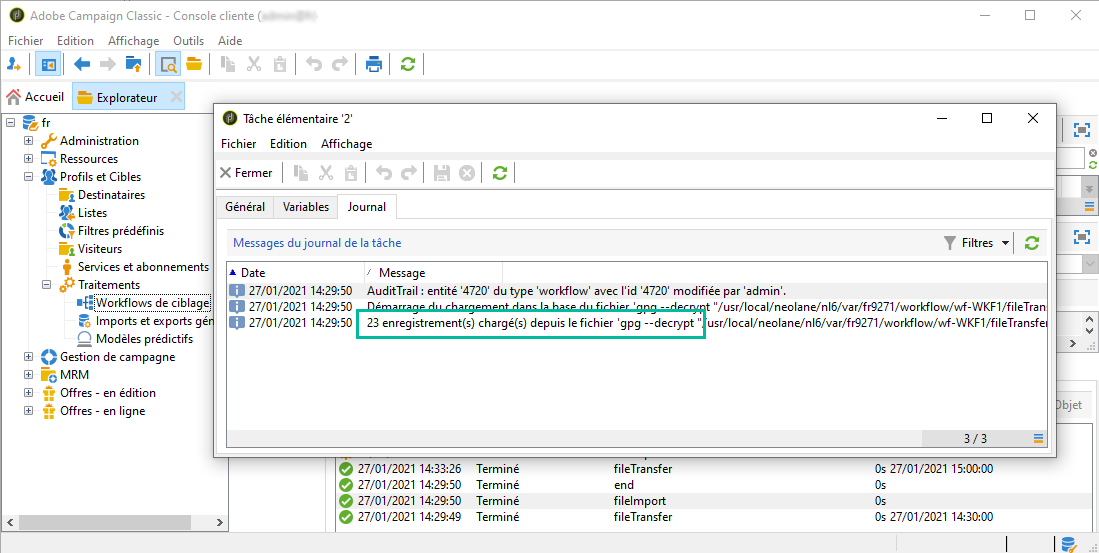 Adobe Campaign Classic - Console cliente (
Fichier Edition Affichage Outils Aide
Accueil Explorateur
fr
Administration
Ressources
Profils et Cibles
Destinataires
Listes
Filtres prédéfinis
Visiteurs
Services et abonnements
Traitements
Workflows de ciblage
Imports et exports gén
Modèles prédictifs
Gestion de campagne
MRM
Offres - en édition
Offres - en ligne
Tâche élémentaire '2'
Fichier Edition Affichage
Fermer
Général Variables Journal
Messages du journal de la tâche Filtres
Date Message
27/01/2021 14:29:50 AuditTrail : entité '4720' du type 'workflow' avec l'id '4720' modifiée par 'admin'.
27/01/2021 14:29:50 Démarrage du chargement dans la base du fichier 'gpg --decrypt "/usr/local/neolane/nl6/var/fr9271/workflow/wf-WKF1/fileTransf
27/01/2021 14:29:50 23 enregistrement(s) chargé(s) depuis le fichier 'gpg --decrypt "/usr/local/neolane/nl6/var/fr9271/workflow/wf-WKF1/fileTransfer
3 / 3
Objet
27/01/2021 14:33:26 Terminé fileTransfer 0s 27/01/2021 15:00:00
27/01/2021 14:29:50 Terminé end 0s
27/01/2021 14:29:50 Terminé fileImport 0s
27/01/2021 14:29:49 Terminé fileTransfer 0s 27/01/2021 14:30:00